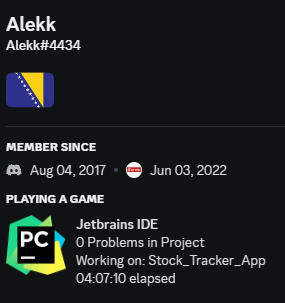 Alekk
Alekk#4434
MEMBER SINCE
Aug 04, 2017 Jun 03, 2022
PLAYING A GAME
PC
Jetbrains IDE
0 Problems in Project
Working on: Stock_Tracker_App
04:07:10 elapsed